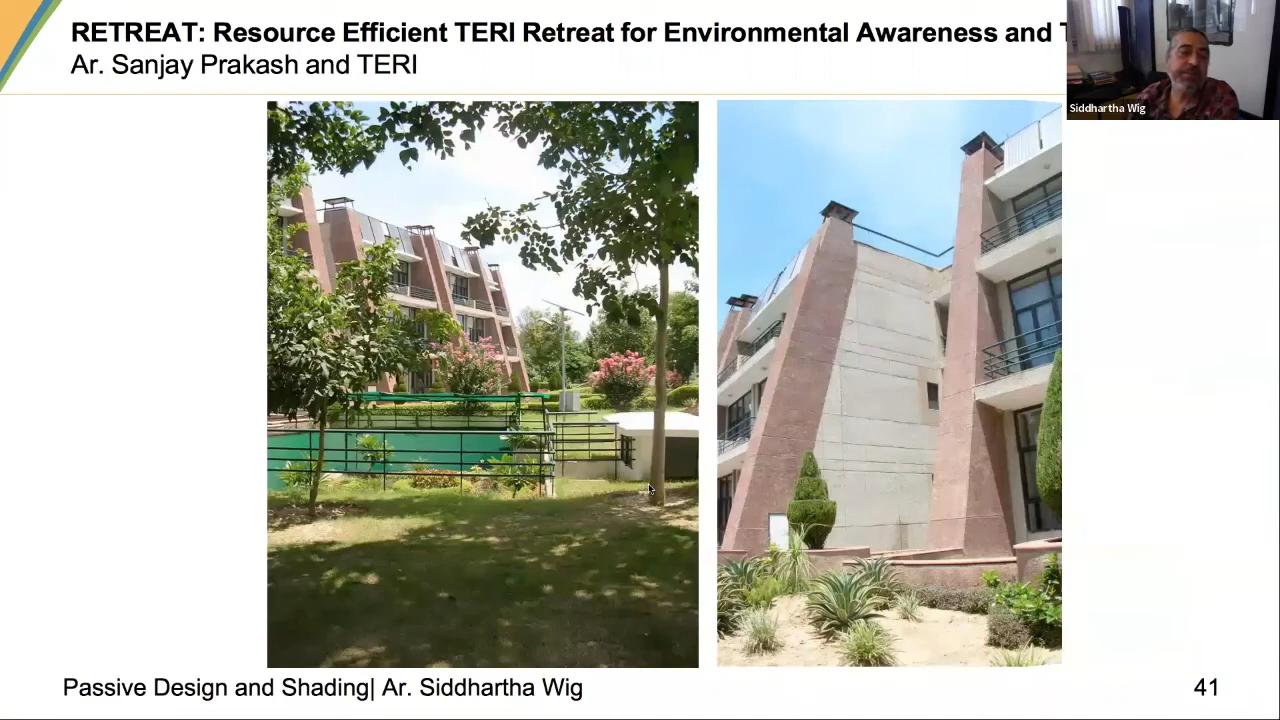 RETREAT: Resource Efficient TERI Retreat for Environmental Awareness and T
Ar. Sanjay Prakash and TERI
Siddhartha Wig
Passive Design and Shading| Ar. Siddhartha Wig
41